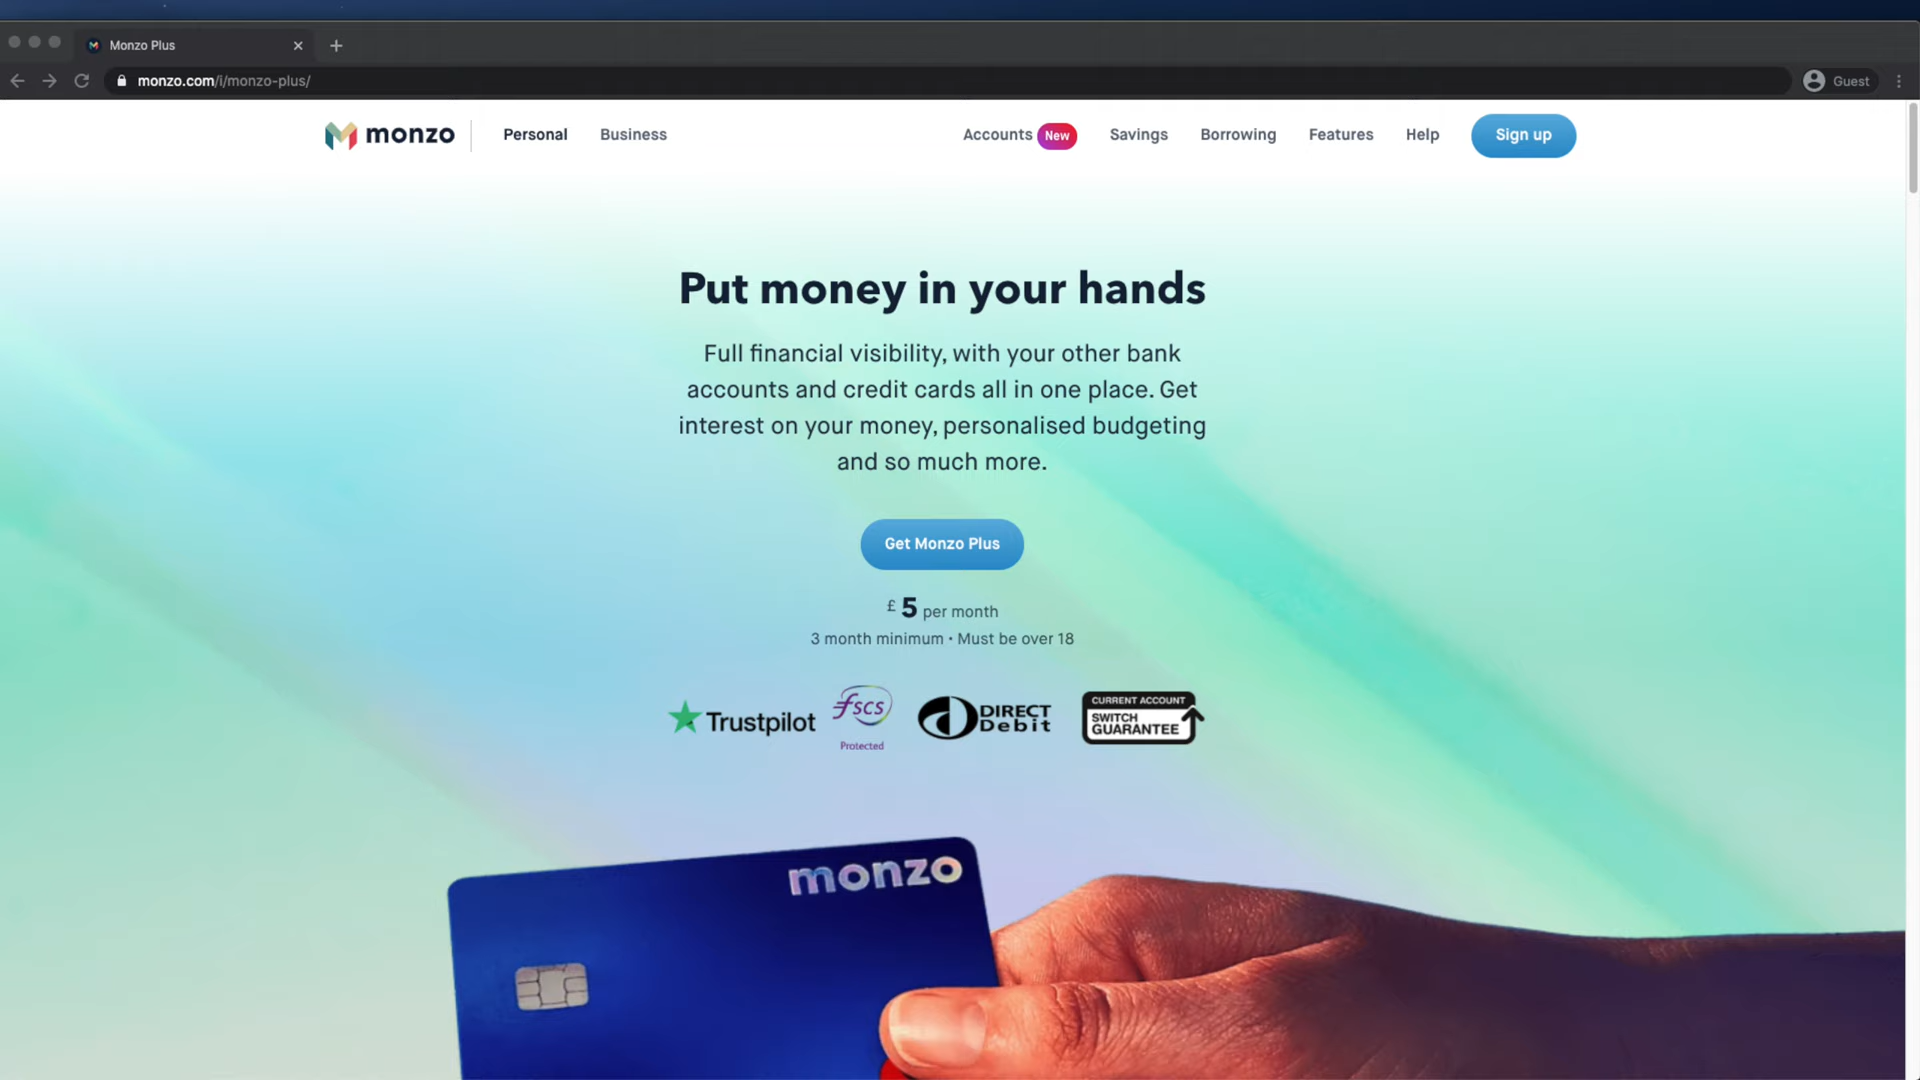 Monzo Plus
monzo.com/i/monzo-plus/
Guest
monzo
Personal
Business
Accounts New
Savings
Borrowing
Features
Help
Sign up
Put money in your hands
Full financial visibility, with your other bank
accounts and credit cards all in one place. Get
interest on your money, personalised budgeting
and so much more.
Get Monzo Plus
£ 5 per month
3 month minimum • Must be over 18
Trustpilot
fscs
Protected
DIRECT
Debit
CURRENT ACCOUNT
SWITCH
GUARANTEE
monzo